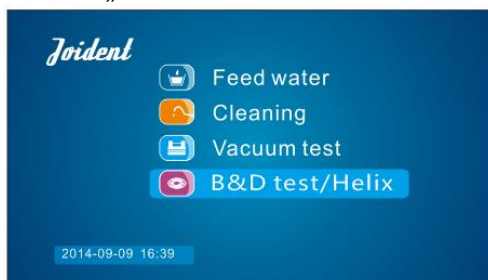 Joident
Feed water
Cleaning
Vacuum test
B&D test/Helix
2014-09-09 16:39